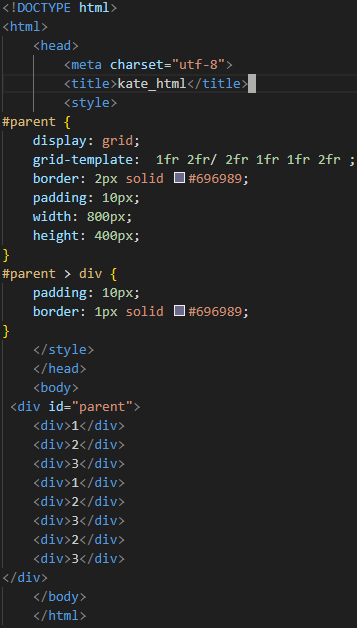 <!DOCTYPE html>
<html>
    <head>
        <meta charset="utf-8">
        <title>kate_html</title>
        <style>
#parent {
    display: grid;
    grid-template:  1fr 2fr/ 2fr 1fr 1fr 2fr ;
    border: 2px solid #696989;
    padding: 10px;
    width: 800px;
    height: 400px;
}
#parent > div {
    padding: 10px;
    border: 1px solid #696989;
}
    </style>
    </head>
    <body>
 <div id="parent">
    <div>1</div>
    <div>2</div>
    <div>3</div>
    <div>1</div>
    <div>2</div>
    <div>3</div>
    <div>2</div>
    <div>3</div>
</div>
    </body>
    </html>